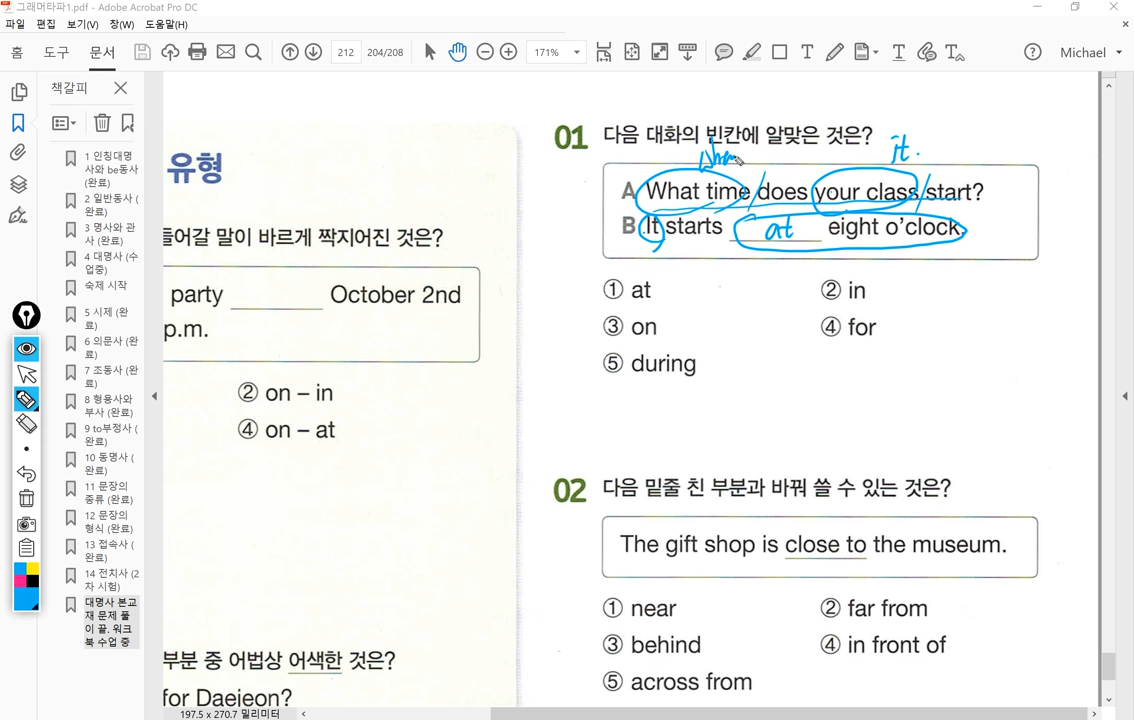 그래머타파1.pdf - Adobe Acrobat Pro DC
파일 편집 보기(V) 창(W) 도움말(H)
홈 도구 문서 212 204/208 171% Michael
책갈피
1 인칭대명
사와 be동사
(완료)
2 일반동사 (
완료)
3 명사와 관
사 (완료)
4 대명사 (수
업중)
숙제 시작
5 시제 (완
료)
6 의문사 (완
료)
7 조동사 (완
료)
8 형용사와
부사 (완료)
9 to부정사 (
완료)
10 동명사 (
완료)
11 문장의
종류 (완료)
12 문장의
형식 (완료)
13 접속사 (
완료)
14 전치사 (2
차 시험)
대명사 본교
재 문제 풀
이 끝. 워크
북 수업 중
유형
들어갈 말이 바르게 짝지어진 것은?
party ________ October 2nd
p.m.
② on – in
④ on – at
부분 중 어법상 어색한 것은?
for Daejeon?
197.5 x 270.7 밀리미터
01 다음 대화의 빈칸에 알맞은 것은?
it.
A What time does your class start?
B It starts at eight o'clock.
① at ② in
③ on ④ for
⑤ during
02 다음 밑줄 친 부분과 바꿔 쓸 수 있는 것은?
The gift shop is close to the museum.
① near ② far from
③ behind ④ in front of
⑤ across from